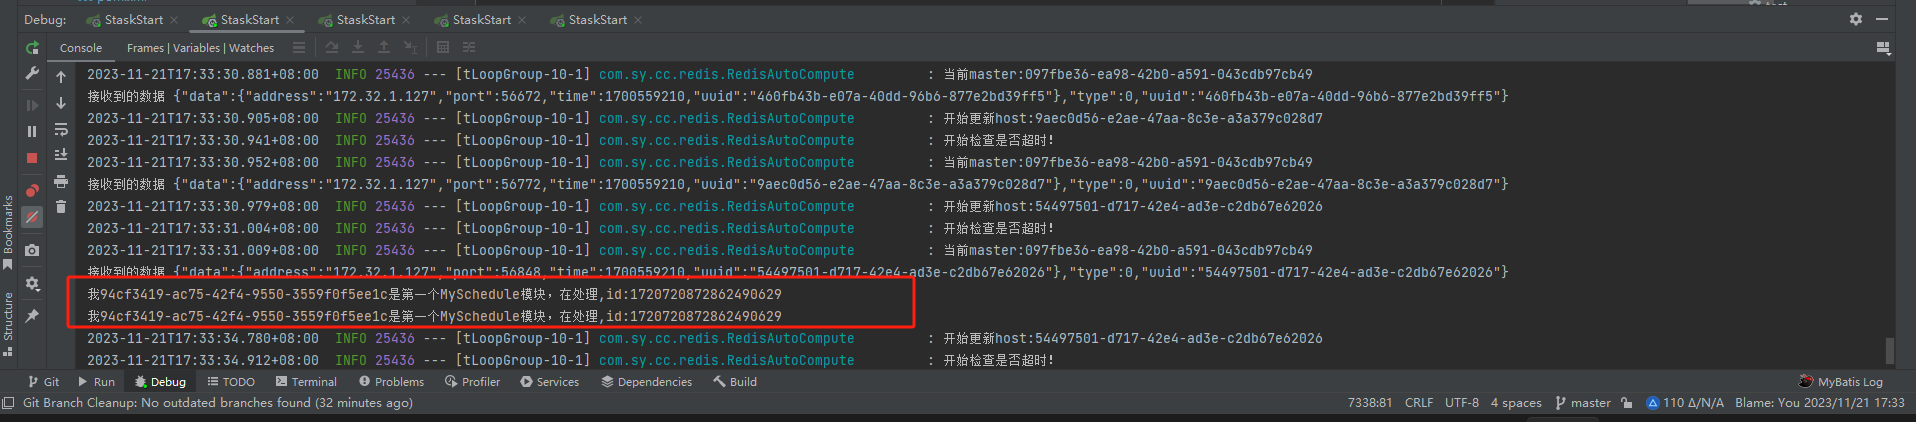 Debug: StaskStart StaskStart StaskStart StaskStart StaskStart
Console Frames | Variables | Watches
2023-11-21T17:33:30.881+08:00 INFO 25436 --- [tLoopGroup-10-1] com.sy.cc.redis.RedisAutoCompute : 当前master:097fbe36-ea98-42b0-a591-043cdb97cb49
接收到的数据 {"data":{"address":"172.32.1.127","port":56672,"time":1700559210,"uuid":"460fb43b-e07a-40dd-96b6-877e2bd39ff5"},"type":0,"uuid":"460fb43b-e07a-40dd-96b6-877e2bd39ff5"}
2023-11-21T17:33:30.905+08:00 INFO 25436 --- [tLoopGroup-10-1] com.sy.cc.redis.RedisAutoCompute : 开始更新host:9aec0d56-e2ae-47aa-8c3e-a3a379c028d7
2023-11-21T17:33:30.941+08:00 INFO 25436 --- [tLoopGroup-10-1] com.sy.cc.redis.RedisAutoCompute : 开始检查是否超时!
2023-11-21T17:33:30.952+08:00 INFO 25436 --- [tLoopGroup-10-1] com.sy.cc.redis.RedisAutoCompute : 当前master:097fbe36-ea98-42b0-a591-043cdb97cb49
接收到的数据 {"data":{"address":"172.32.1.127","port":56772,"time":1700559210,"uuid":"9aec0d56-e2ae-47aa-8c3e-a3a379c028d7"},"type":0,"uuid":"9aec0d56-e2ae-47aa-8c3e-a3a379c028d7"}
2023-11-21T17:33:30.979+08:00 INFO 25436 --- [tLoopGroup-10-1] com.sy.cc.redis.RedisAutoCompute : 开始更新host:54497501-d717-42e4-ad3e-c2db67e62026
2023-11-21T17:33:31.004+08:00 INFO 25436 --- [tLoopGroup-10-1] com.sy.cc.redis.RedisAutoCompute : 开始检查是否超时!
2023-11-21T17:33:31.009+08:00 INFO 25436 --- [tLoopGroup-10-1] com.sy.cc.redis.RedisAutoCompute : 当前master:097fbe36-ea98-42b0-a591-043cdb97cb49
接收到的数据 {"data":{"address":"172.32.1.127","port":56848,"time":1700559210,"uuid":"54497501-d717-42e4-ad3e-c2db67e62026"},"type":0,"uuid":"54497501-d717-42e4-ad3e-c2db67e62026"}
我94cf3419-ac75-42f4-9550-3559f0f5ee1c是第一个MySchedule模块，在处理,id:1720720872862490629
我94cf3419-ac75-42f4-9550-3559f0f5ee1c是第一个MySchedule模块，在处理,id:1720720872862490629
2023-11-21T17:33:34.780+08:00 INFO 25436 --- [tLoopGroup-10-1] com.sy.cc.redis.RedisAutoCompute : 开始更新host:54497501-d717-42e4-ad3e-c2db67e62026
2023-11-21T17:33:34.912+08:00 INFO 25436 --- [tLoopGroup-10-1] com.sy.cc.redis.RedisAutoCompute : 开始检查是否超时!
Bookmarks
Structure
Git Run Debug TODO Terminal Problems Profiler Services Dependencies Build MyBatis Log
Git Branch Cleanup: No outdated branches found (32 minutes ago) 7338:81 CRLF UTF-8 4 spaces master 110 Δ/N/A Blame: You 2023/11/21 17:33